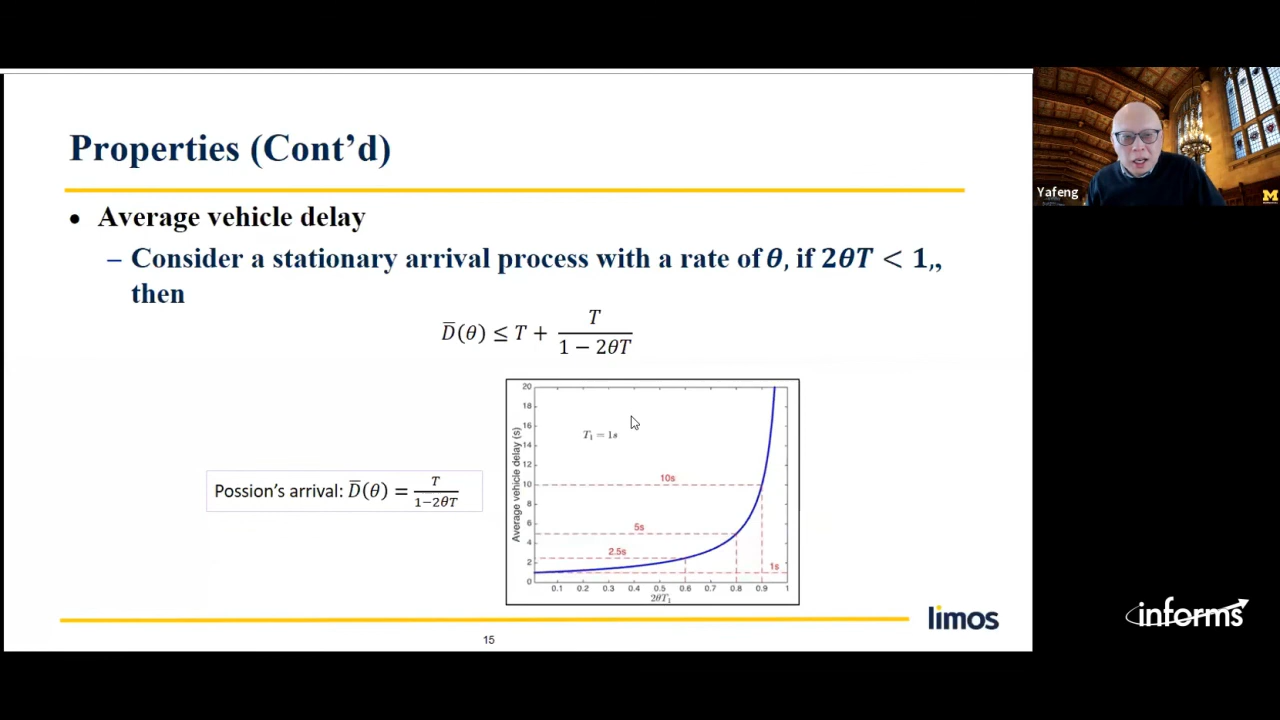 Properties (Cont’d)
• Average vehicle delay
– Consider a stationary arrival process with a rate of θ, if 2θT < 1,,
then
D̅(θ) ≤ T + T / (1 − 2θT)
Possion’s arrival: D̅(θ) = T / (1−2θT)
Average vehicle delay (s)
20
18
16
14
12
10
8
6
4
2
0
T₁ = 1s
10s
5s
2.5s
1s
0.1 0.2 0.3 0.4 0.5 0.6 0.7 0.8 0.9 1
2θT₁
limos
15
Yafeng
M
informs